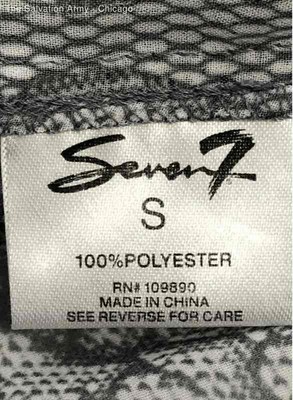 The Salvation Army - Chicago
Seven7
S
100%POLYESTER
RN# 109890
MADE IN CHINA
SEE REVERSE FOR CARE